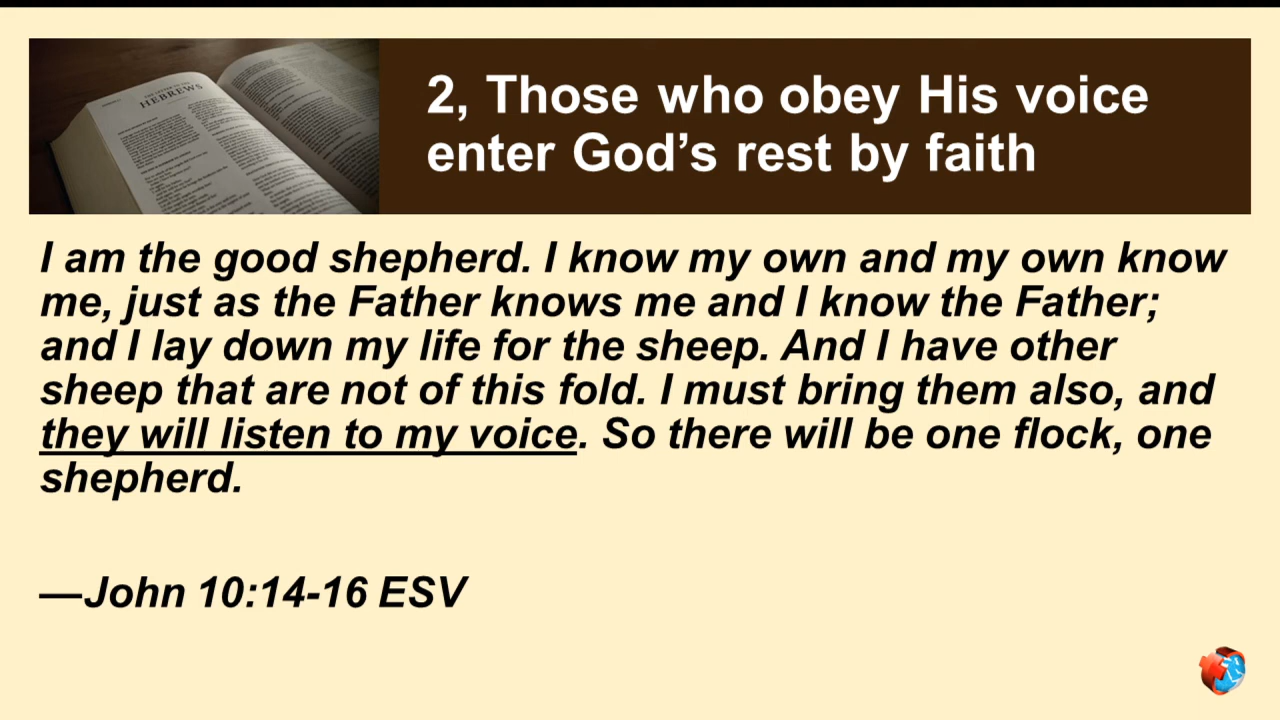 HEBREWS
2, Those who obey His voice
enter God’s rest by faith
I am the good shepherd. I know my own and my own know
me, just as the Father knows me and I know the Father;
and I lay down my life for the sheep. And I have other
sheep that are not of this fold. I must bring them also, and
they will listen to my voice. So there will be one flock, one
shepherd.
—John 10:14-16 ESV